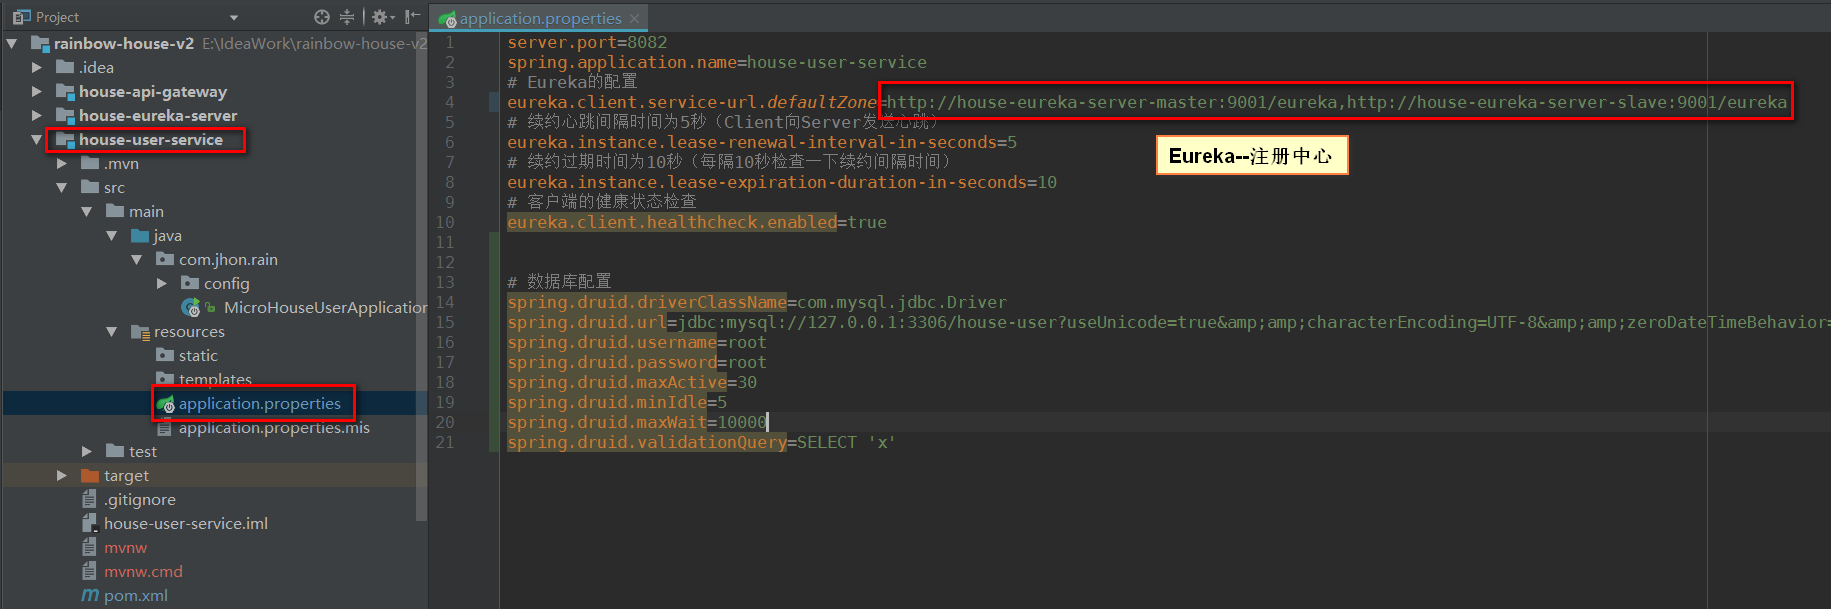 Project
rainbow-house-v2 E:\IdeaWork\rainbow-house-v2
.idea
house-api-gateway
house-eureka-server
house-user-service
.mvn
src
main
java
com.jhon.rain
config
MicroHouseUserApplication
resources
static
templates
application.properties
application.properties.mis
test
target
.gitignore
house-user-service.iml
mvnw
mvnw.cmd
pom.xml
application.properties
1 server.port=8082
2 spring.application.name=house-user-service
3 # Eureka的配置
4 eureka.client.service-url.defaultZone=http://house-eureka-server-master:9001/eureka,http://house-eureka-server-slave:9001/eureka
5 # 续约心跳间隔时间为5秒（Client向Server发送心跳）
6 eureka.instance.lease-renewal-interval-in-seconds=5
7 # 续约过期时间为10秒（每隔10秒检查一下续约间隔时间）
8 eureka.instance.lease-expiration-duration-in-seconds=10
9 # 客户端的健康状态检查
10 eureka.client.healthcheck.enabled=true
11
12
13 # 数据库配置
14 spring.druid.driverClassName=com.mysql.jdbc.Driver
15 spring.druid.url=jdbc:mysql://127.0.0.1:3306/house-user?useUnicode=true&amp;amp;characterEncoding=UTF-8&amp;amp;zeroDateTimeBehavior=
16 spring.druid.username=root
17 spring.druid.password=root
18 spring.druid.maxActive=30
19 spring.druid.minIdle=5
20 spring.druid.maxWait=10000
21 spring.druid.validationQuery=SELECT 'x'
Eureka--注册中心